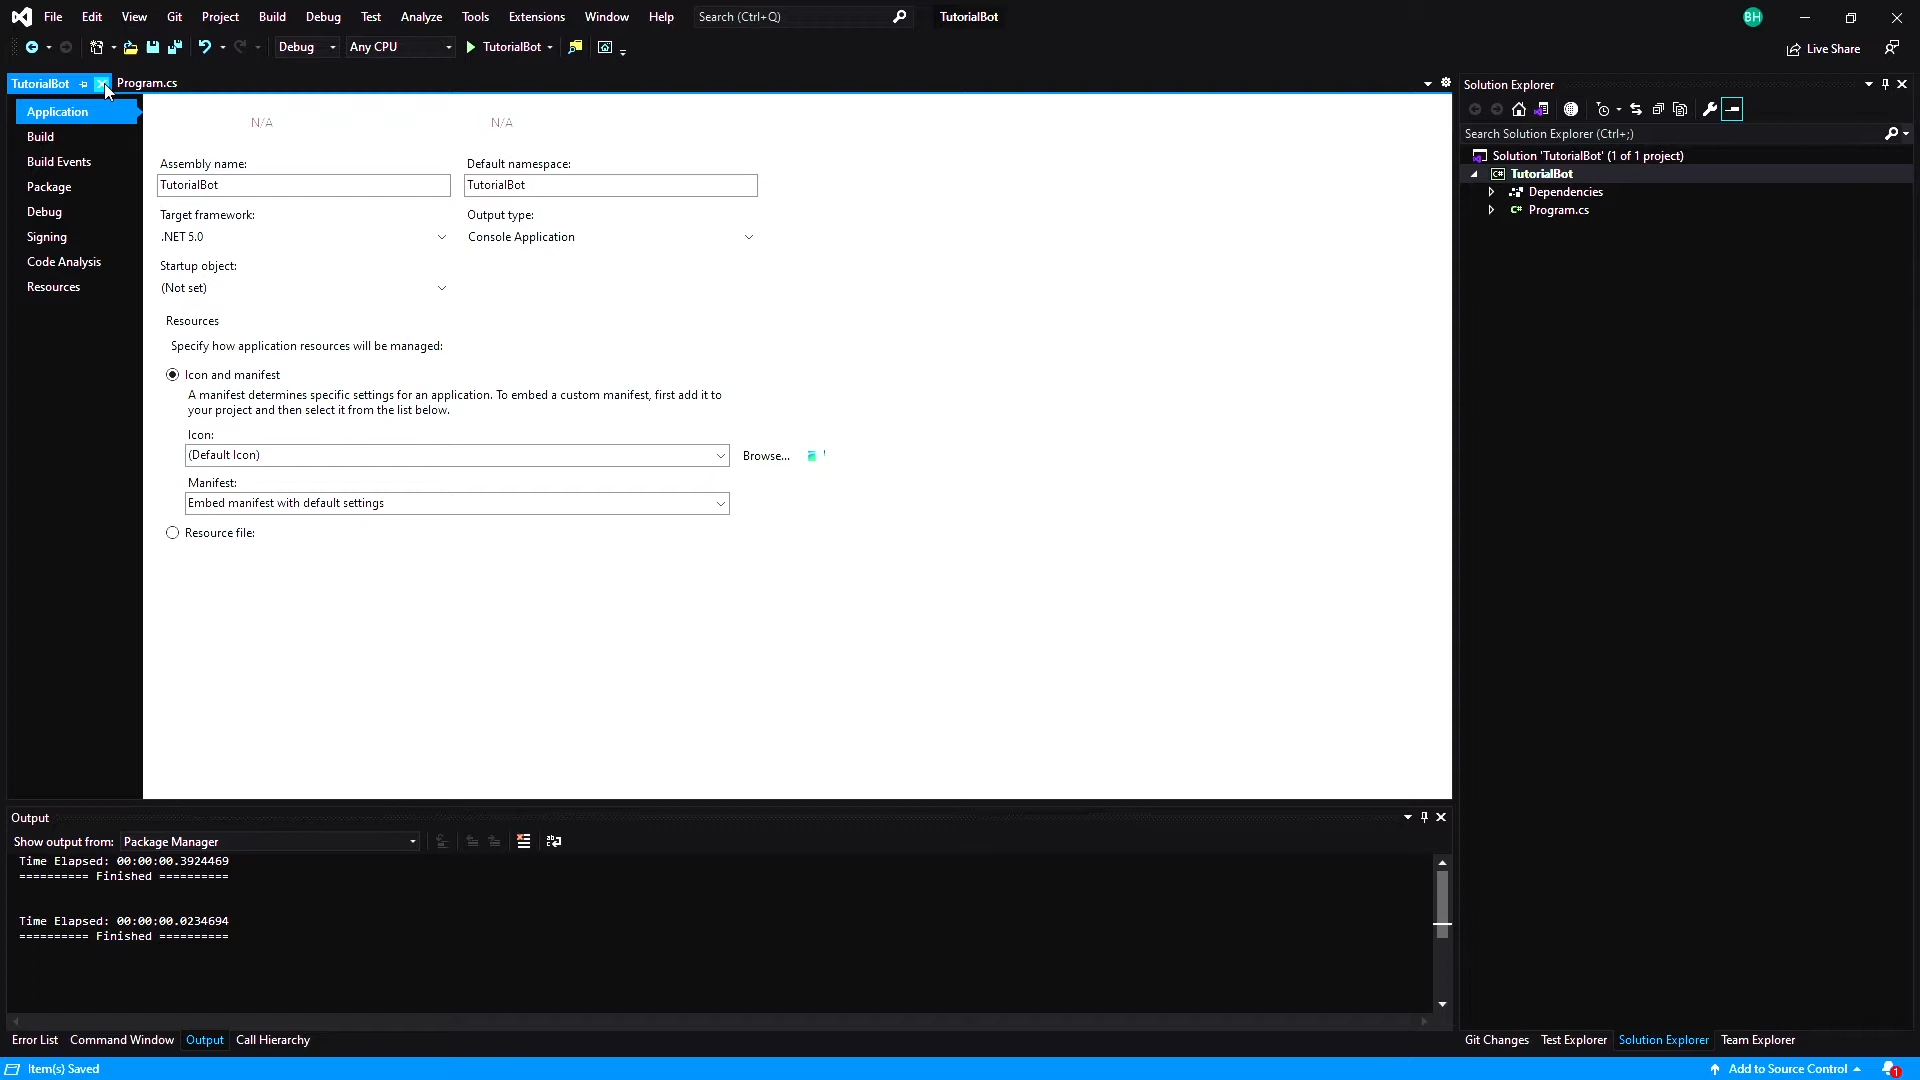 File Edit View Git Project Build Debug Test Analyze Tools Extensions Window Help Search (Ctrl+Q) TutorialBot BH
Debug Any CPU TutorialBot Live Share
TutorialBot Program.cs
Application
Build
Build Events
Package
Debug
Signing
Code Analysis
Resources
N/A N/A
Assembly name: Default namespace:
TutorialBot TutorialBot
Target framework: Output type:
.NET 5.0 Console Application
Startup object:
(Not set)
Resources
Specify how application resources will be managed:
Icon and manifest
A manifest determines specific settings for an application. To embed a custom manifest, first add it to
your project and then select it from the list below.
Icon:
(Default Icon) Browse...
Manifest:
Embed manifest with default settings
Resource file:
Solution Explorer
Search Solution Explorer (Ctrl+;)
Solution 'TutorialBot' (1 of 1 project)
C# TutorialBot
Dependencies
C# Program.cs
Output
Show output from: Package Manager
Time Elapsed: 00:00:00.3924469
========== Finished ==========
Time Elapsed: 00:00:00.0234694
========== Finished ==========
Error List Command Window Output Call Hierarchy
Git Changes Test Explorer Solution Explorer Team Explorer
Item(s) Saved Add to Source Control 1